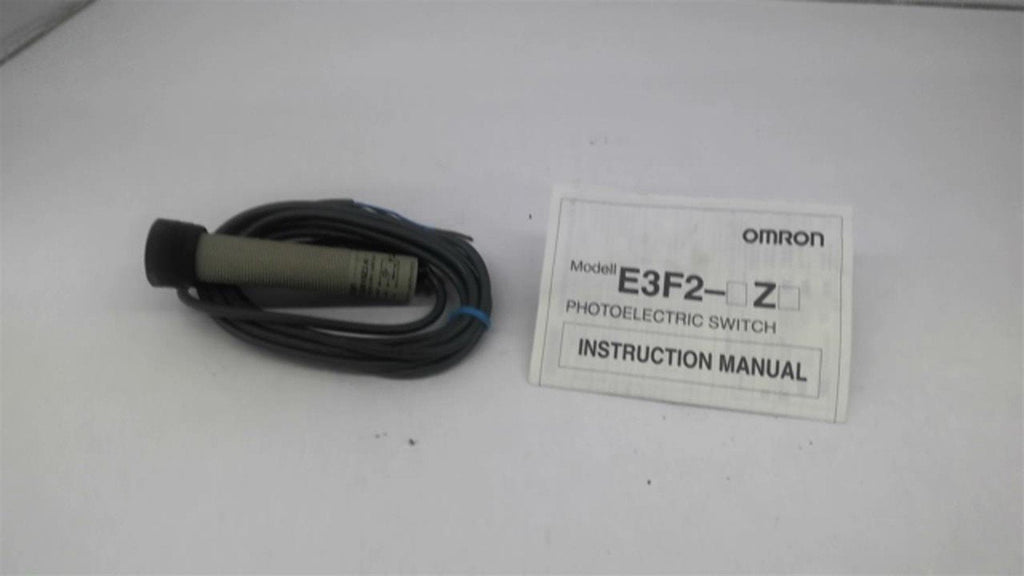 OMRON
Modell E3F2-□Z□
PHOTOELECTRIC SWITCH
INSTRUCTION MANUAL